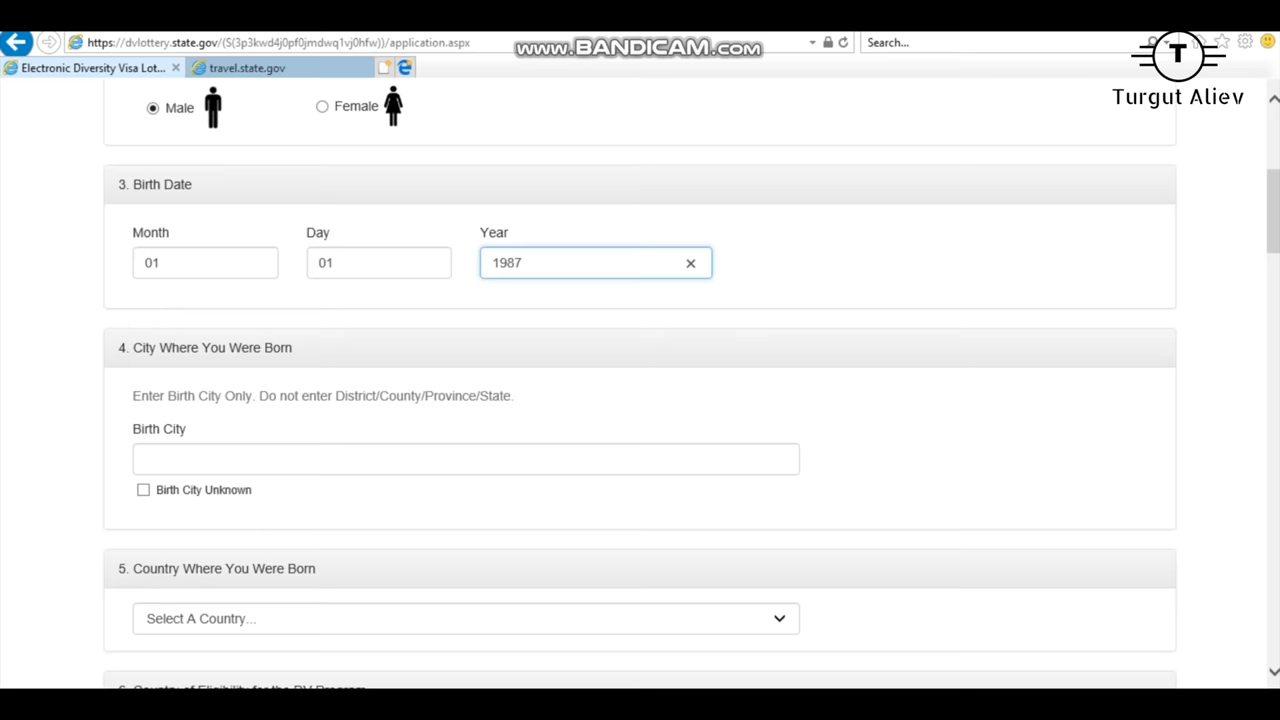 https://dvlottery.state.gov/(S(3p3kwd4j0pf0jmdwq1vj0hfw))/application.aspx
www.BANDICAM.com
Search...
Electronic Diversity Visa Lot...
travel.state.gov
T
Turgut Aliev
Male
Female
3. Birth Date
Month
Day
Year
01
01
1987
4. City Where You Were Born
Enter Birth City Only. Do not enter District/County/Province/State.
Birth City
Birth City Unknown
5. Country Where You Were Born
Select A Country...